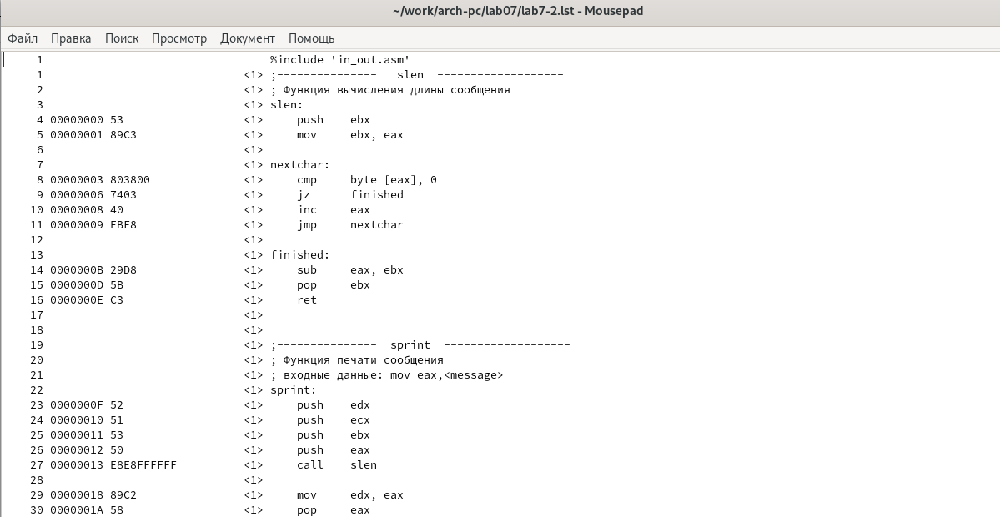 ~/work/arch-pc/lab07/lab7-2.lst - Mousepad
Файл Правка Поиск Просмотр Документ Помощь
1 %include 'in_out.asm'
1 <1> ;--------------- slen -------------------
2 <1> ; Функция вычисления длины сообщения
3 <1> slen:
4 00000000 53 <1> push ebx
5 00000001 89C3 <1> mov ebx, eax
6 <1>
7 <1> nextchar:
8 00000003 803800 <1> cmp byte [eax], 0
9 00000006 7403 <1> jz finished
10 00000008 40 <1> inc eax
11 00000009 EBF8 <1> jmp nextchar
12 <1>
13 <1> finished:
14 0000000B 29D8 <1> sub eax, ebx
15 0000000D 5B <1> pop ebx
16 0000000E C3 <1> ret
17 <1>
18 <1>
19 <1> ;--------------- sprint -------------------
20 <1> ; Функция печати сообщения
21 <1> ; входные данные: mov eax,<message>
22 <1> sprint:
23 0000000F 52 <1> push edx
24 00000010 51 <1> push ecx
25 00000011 53 <1> push ebx
26 00000012 50 <1> push eax
27 00000013 E8E8FFFFFF <1> call slen
28 <1>
29 00000018 89C2 <1> mov edx, eax
30 0000001A 58 <1> pop eax